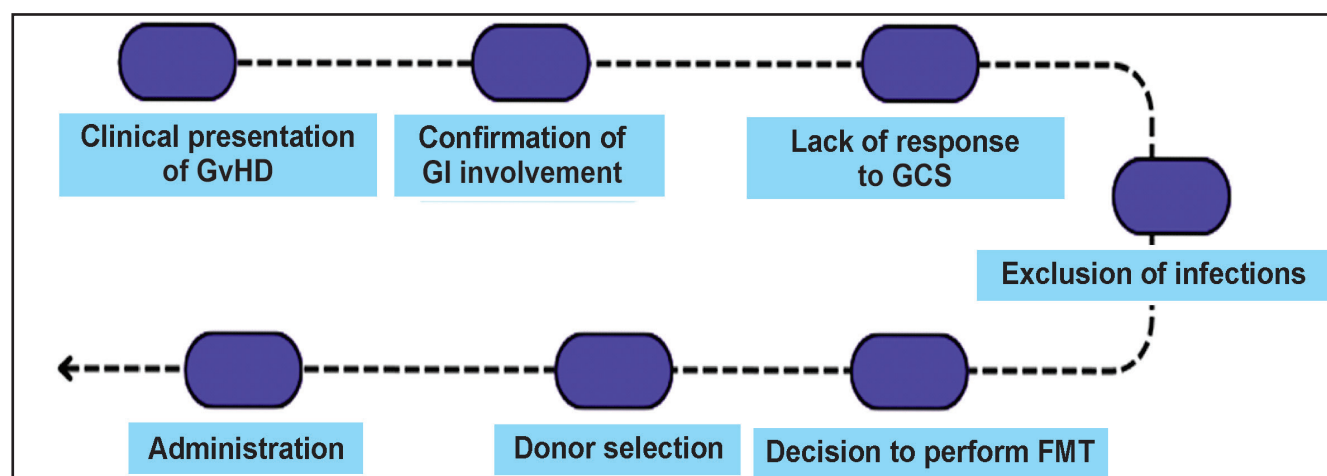 Clinical presentation
of GvHD
Confirmation of
GI involvement
Lack of response
to GCS
Exclusion of infections
Decision to perform FMT
Donor selection
Administration